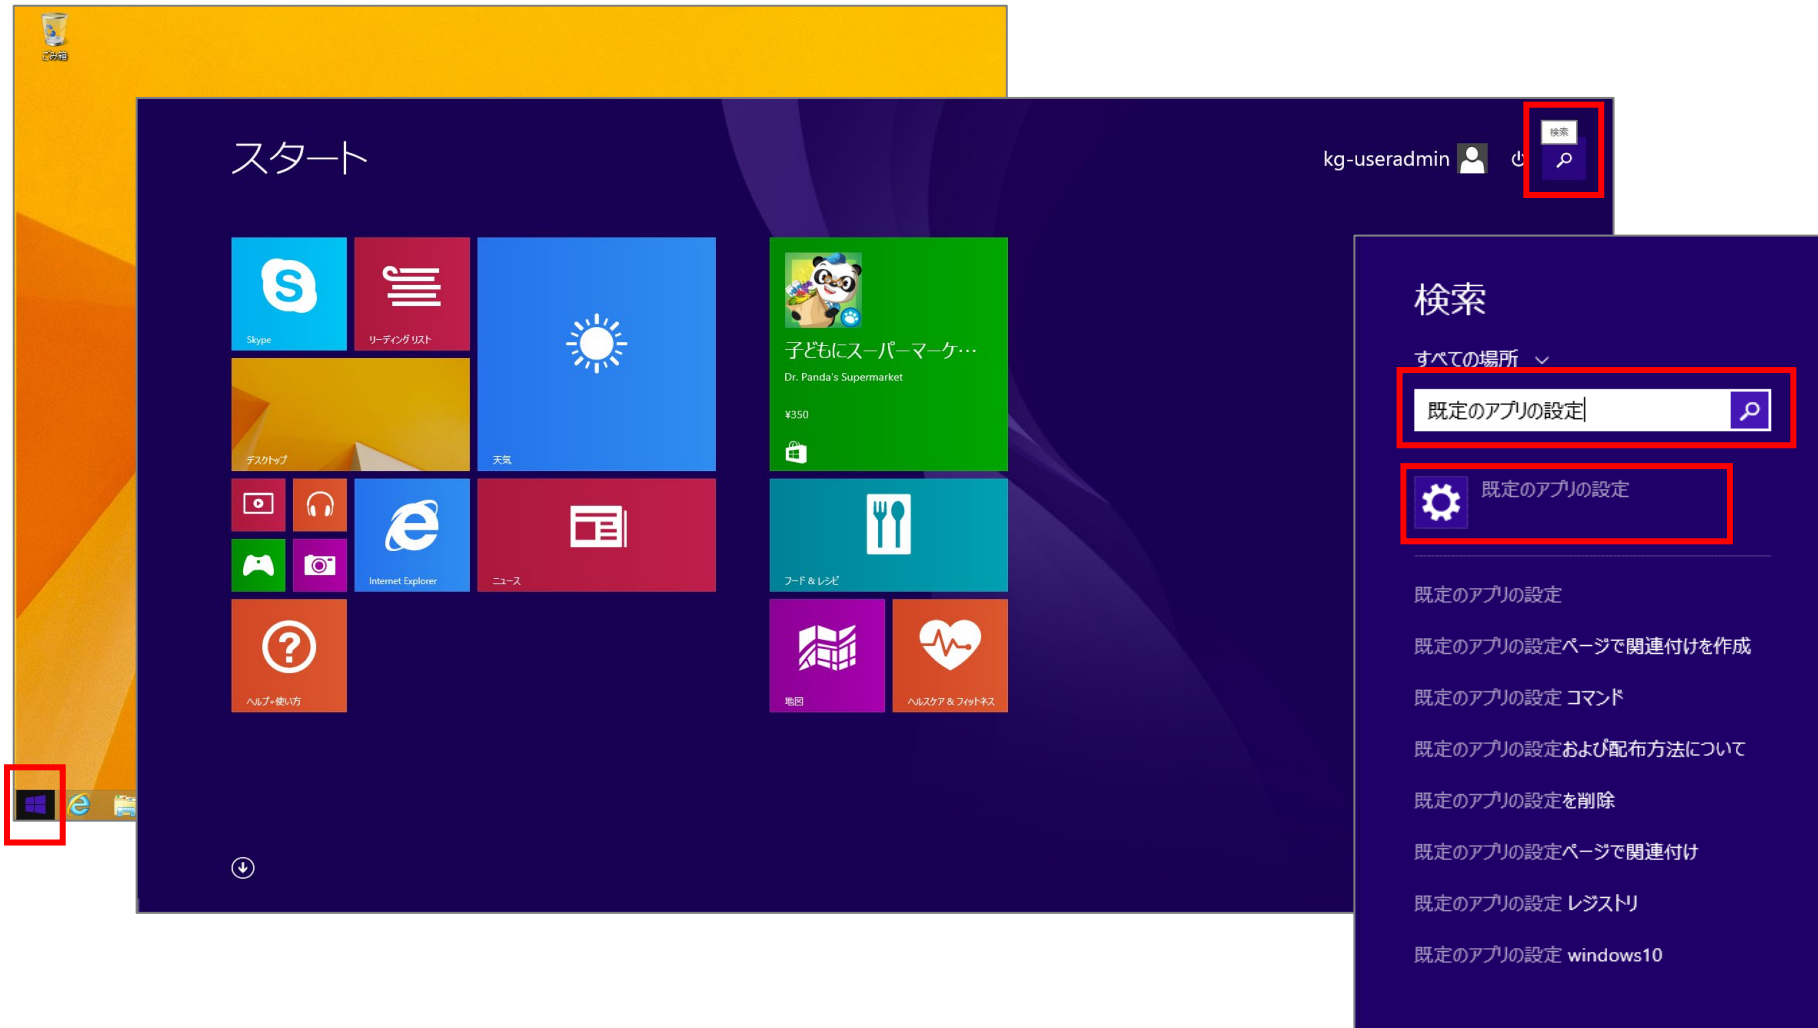 ごみ箱
スタート
kg-useradmin
検索
Skype
リーディング リスト
天気
子どもにスーパーマーケ…
Dr. Panda's Supermarket
¥350
デスクトップ
Internet Explorer
ニュース
フード & レシピ
ヘルプ+使い方
地図
ヘルスケア & フィットネス
検索
すべての場所
既定のアプリの設定
既定のアプリの設定
既定のアプリの設定
既定のアプリの設定ページで関連付けを作成
既定のアプリの設定 コマンド
既定のアプリの設定および配布方法について
既定のアプリの設定を削除
既定のアプリの設定ページで関連付け
既定のアプリの設定 レジストリ
既定のアプリの設定 windows10